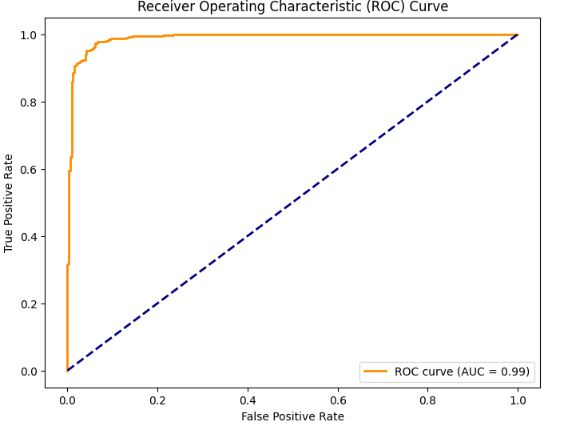 Receiver Operating Characteristic (ROC) Curve
1.0
0.8
0.6
0.4
0.2
0.0
True Positive Rate
ROC curve (AUC = 0.99)
0.0 0.2 0.4 0.6 0.8 1.0
False Positive Rate